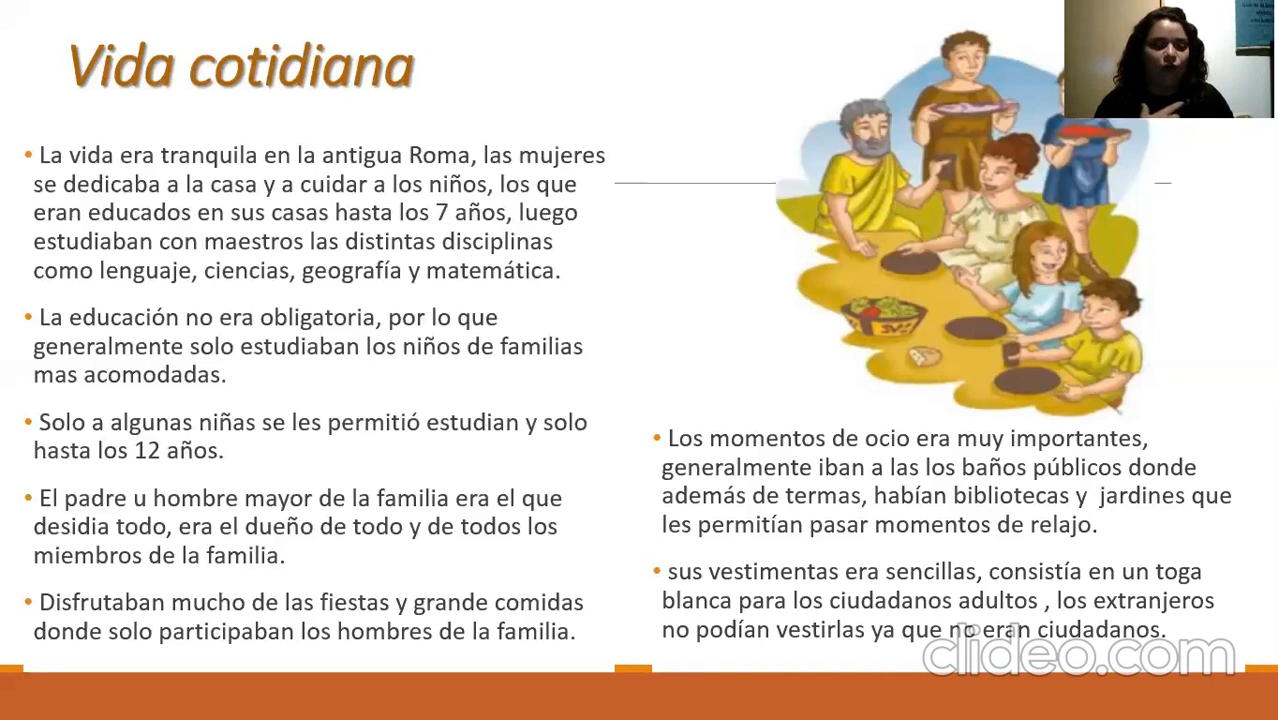 Vida cotidiana
• La vida era tranquila en la antigua Roma, las mujeres
se dedicaba a la casa y a cuidar a los niños, los que
eran educados en sus casas hasta los 7 años, luego
estudiaban con maestros las distintas disciplinas
como lenguaje, ciencias, geografía y matemática.
• La educación no era obligatoria, por lo que
generalmente solo estudiaban los niños de familias
mas acomodadas.
• Solo a algunas niñas se les permitió estudian y solo
hasta los 12 años.
• El padre u hombre mayor de la familia era el que
desidia todo, era el dueño de todo y de todos los
miembros de la familia.
• Disfrutaban mucho de las fiestas y grande comidas
donde solo participaban los hombres de la familia.
• Los momentos de ocio era muy importantes,
generalmente iban a las los baños públicos donde
además de termas, habían bibliotecas y jardines que
les permitían pasar momentos de relajo.
• sus vestimentas era sencillas, consistía en un toga
blanca para los ciudadanos adultos , los extranjeros
no podían vestirlas ya que no eran ciudadanos.
clideo.com